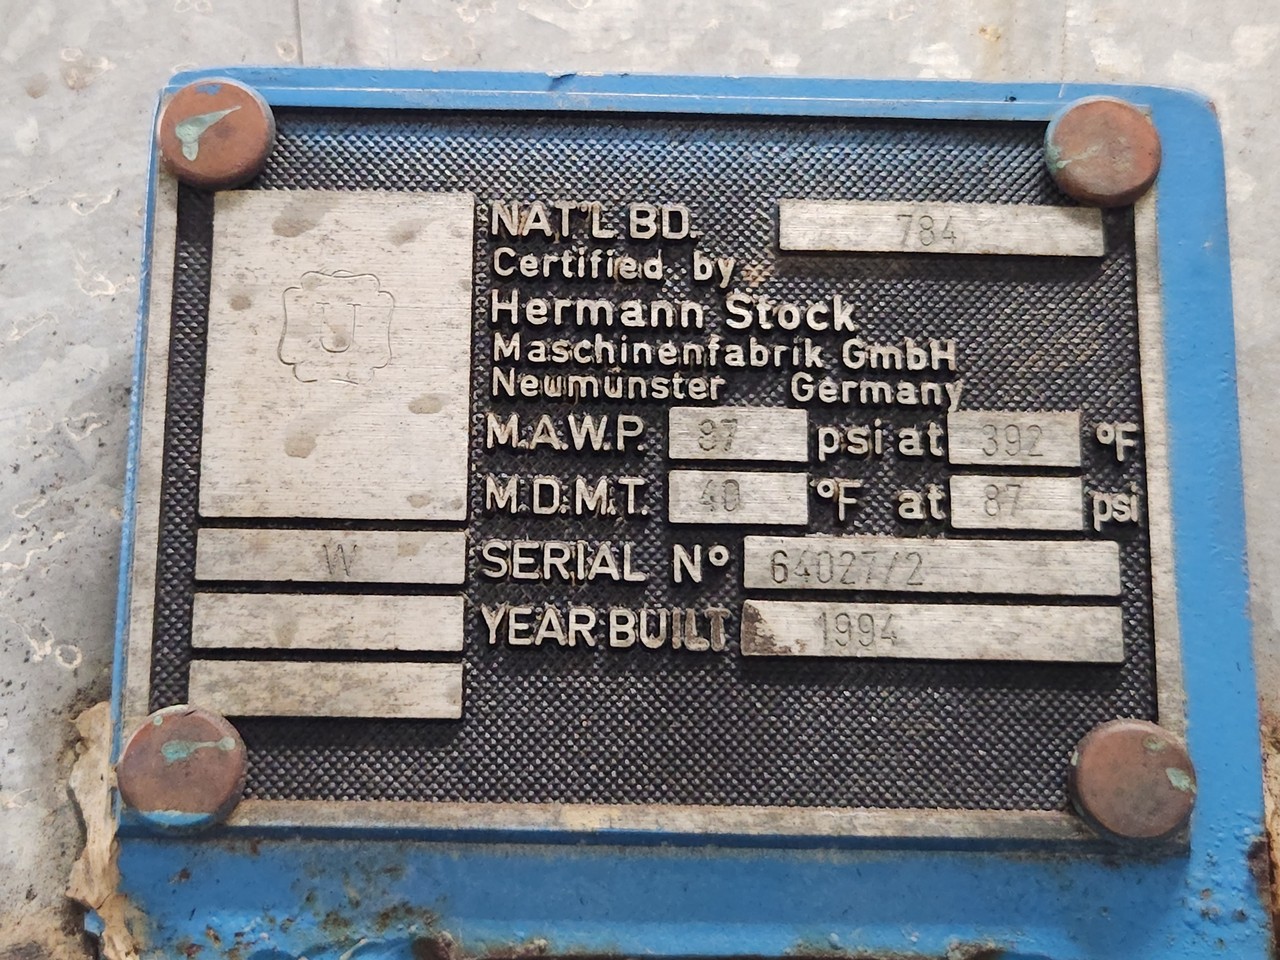 NAT'L.BD. 784
Certified by
Hermann Stock
Maschinenfabrik GmbH
Neumünster Germany
U
M.A.W.P. 87 psi at 392 °F
M.D.M.T. 40 °F at 87 psi
W
SERIAL Nº 64027/2
YEAR BUILT 1994